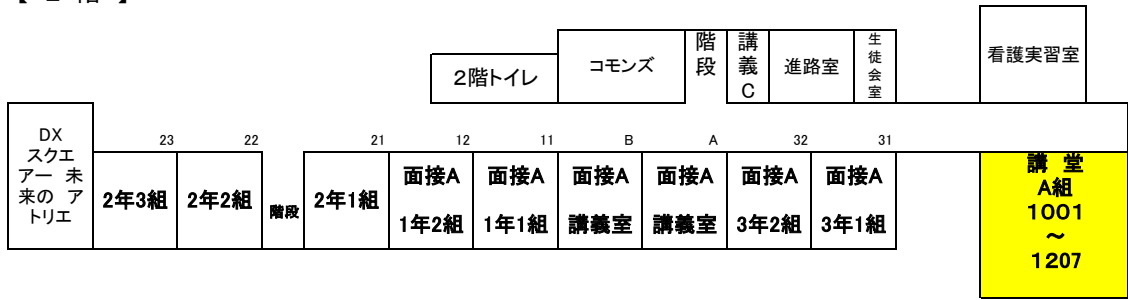 階 講 生
２階トイレ コモンズ 段 義 進路室 徒 看護実習室
C 会
室
DX
スクエ
アー 未
来の ア
トリエ
23 22 21 12 11 B A 32 31
2年3組 2年2組 階段 2年1組
面接A 面接A 面接A 面接A 面接A 面接A
1年2組 1年1組 講義室 講義室 3年2組 3年1組
講 堂
A組
1001
～
1207